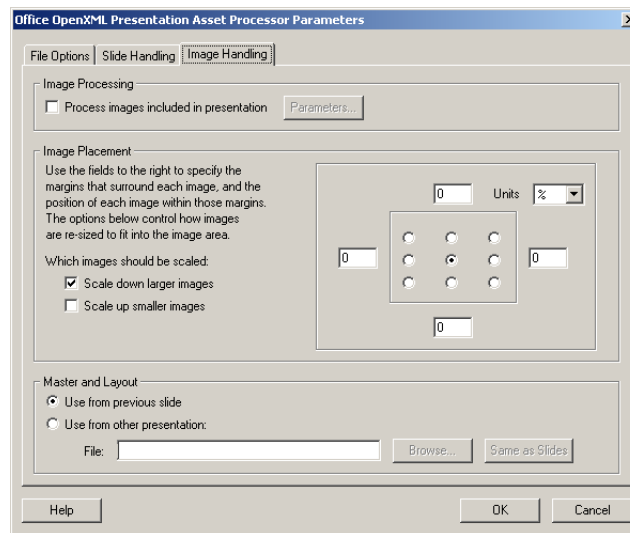 Office OpenXML Presentation Asset Processor Parameters
File Options Slide Handling Image Handling
Image Processing
Process images included in presentation Parameters...
Image Placement
Use the fields to the right to specify the
margins that surround each image, and the
position of each image within those margins.
The options below control how images
are re-sized to fit into the image area.
Which images should be scaled:
Scale down larger images
Scale up smaller images
0 Units %
0 0
0
Master and Layout
Use from previous slide
Use from other presentation:
File: Browse... Same as Slides
Help OK Cancel